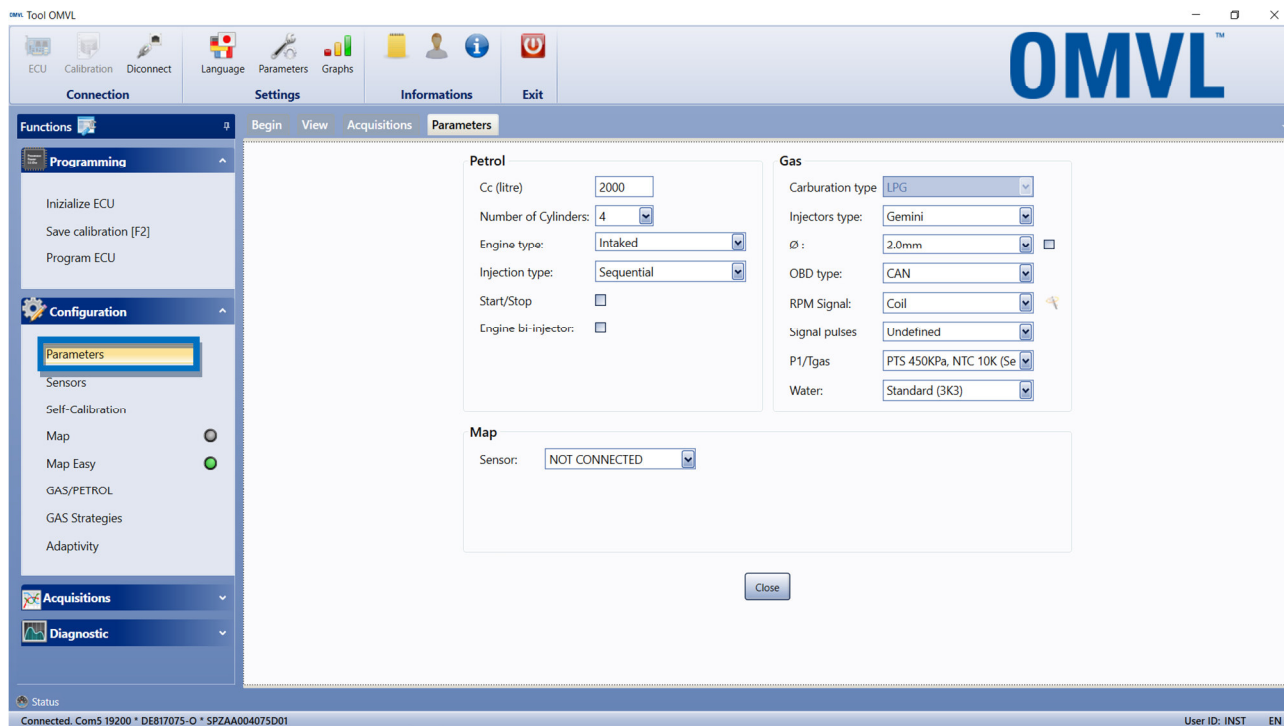 OMVL Tool OMVL
ECU Calibration Diconnect Language Parameters Graphs
Connection Settings Informations Exit
OMVL™
Functions
Begin View Acquisitions Parameters
Programming
Inizialize ECU
Save calibration [F2]
Program ECU
Configuration
Parameters
Sensors
Self-Calibration
Map
Map Easy
GAS/PETROL
GAS Strategies
Adaptivity
Acquisitions
Diagnostic
Petrol
Cc (litre) 2000
Number of Cylinders: 4
Engine type: Intaked
Injection type: Sequential
Start/Stop
Engine bi-injector:
Gas
Carburation type LPG
Injectors type: Gemini
Ø : 2.0mm
OBD type: CAN
RPM Signal: Coil
Signal pulses Undefined
P1/Tgas PTS 450KPa, NTC 10K (Se
Water: Standard (3K3)
Map
Sensor: NOT CONNECTED
Close
Status
Connected. Com5 19200 * DE817075-O * SPZAA004075D01 User ID: INST EN